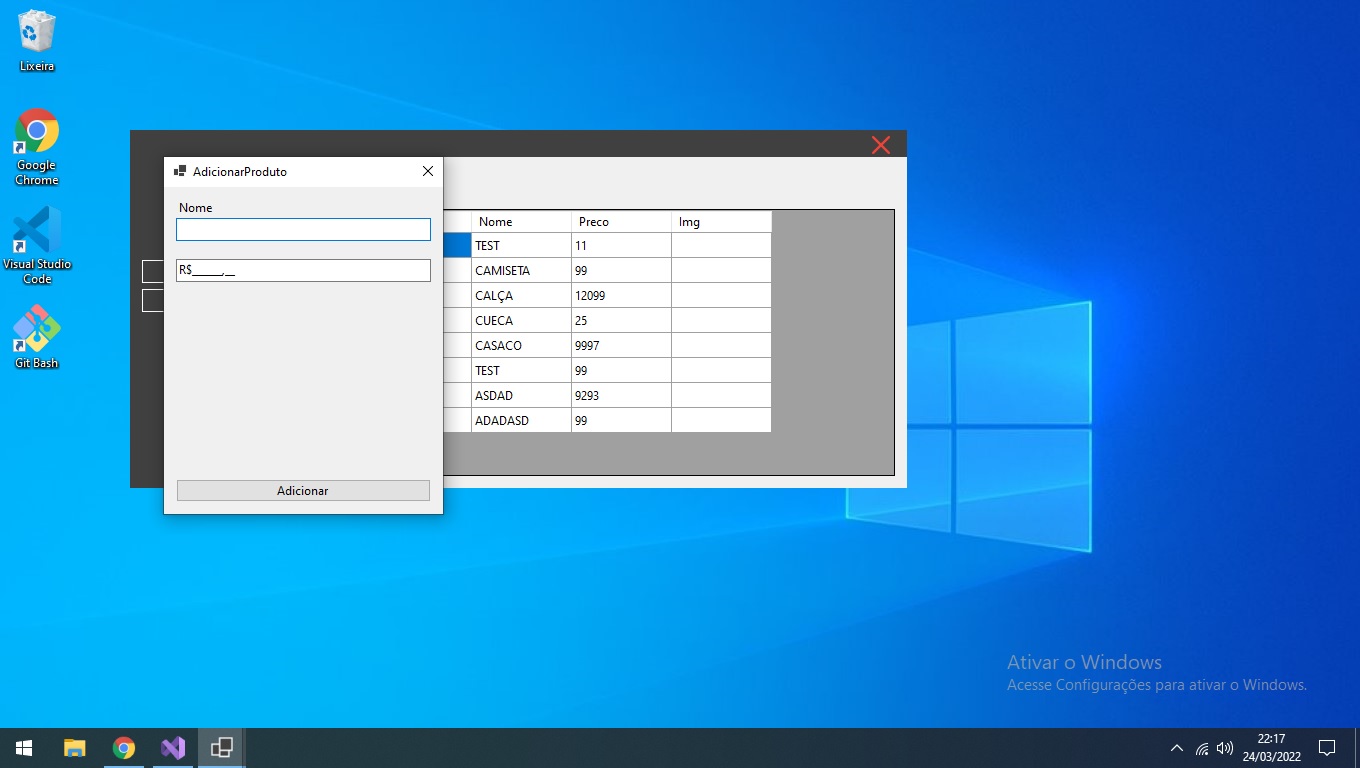 Lixeira
Google
Chrome
Visual Studio
Code
Git Bash
AdicionarProduto
Nome
R$_____,__
Adicionar
Nome Preco Img
TEST 11
CAMISETA 99
CALÇA 12099
CUECA 25
CASACO 9997
TEST 99
ASDAD 9293
ADADASD 99
Ativar o Windows
Acesse Configurações para ativar o Windows.
22:17
24/03/2022